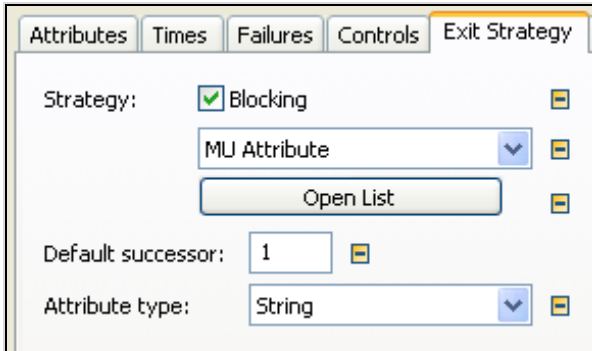 Attributes Times Failures Controls Exit Strategy
Strategy: Blocking
MU Attribute
Open List
Default successor: 1
Attribute type: String